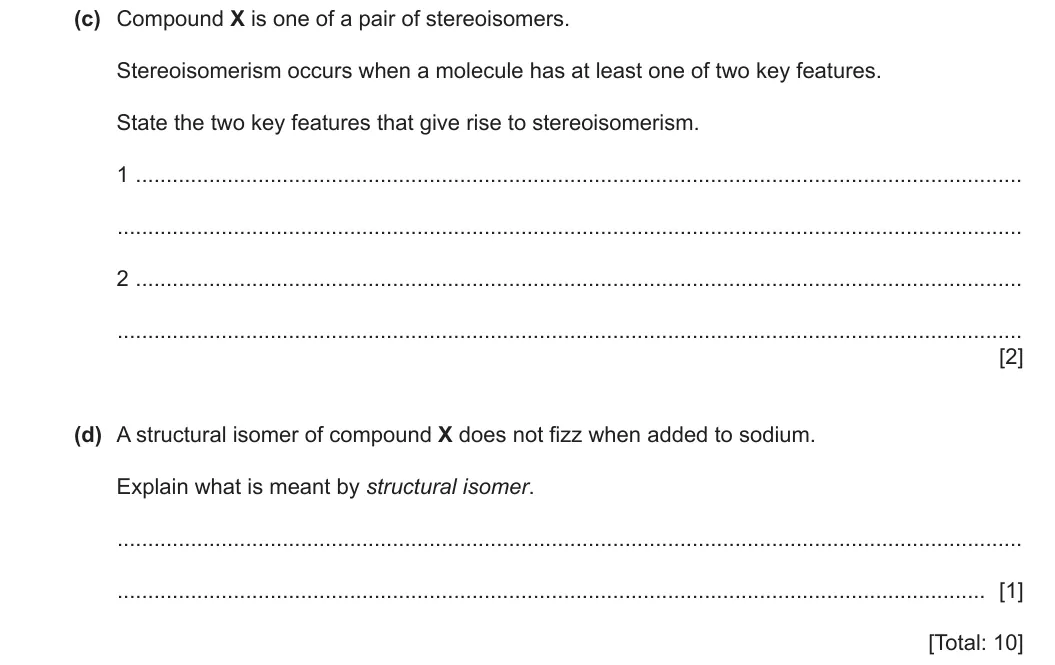 (c) Compound X is one of a pair of stereoisomers.
Stereoisomerism occurs when a molecule has at least one of two key features.
State the two key features that give rise to stereoisomerism.
1 ..........................................................................................................................................
..........................................................................................................................................
2 ..........................................................................................................................................
..........................................................................................................................................
[2]
(d) A structural isomer of compound X does not fizz when added to sodium.
Explain what is meant by structural isomer.
..........................................................................................................................................
.......................................................................................................................................... [1]
[Total: 10]